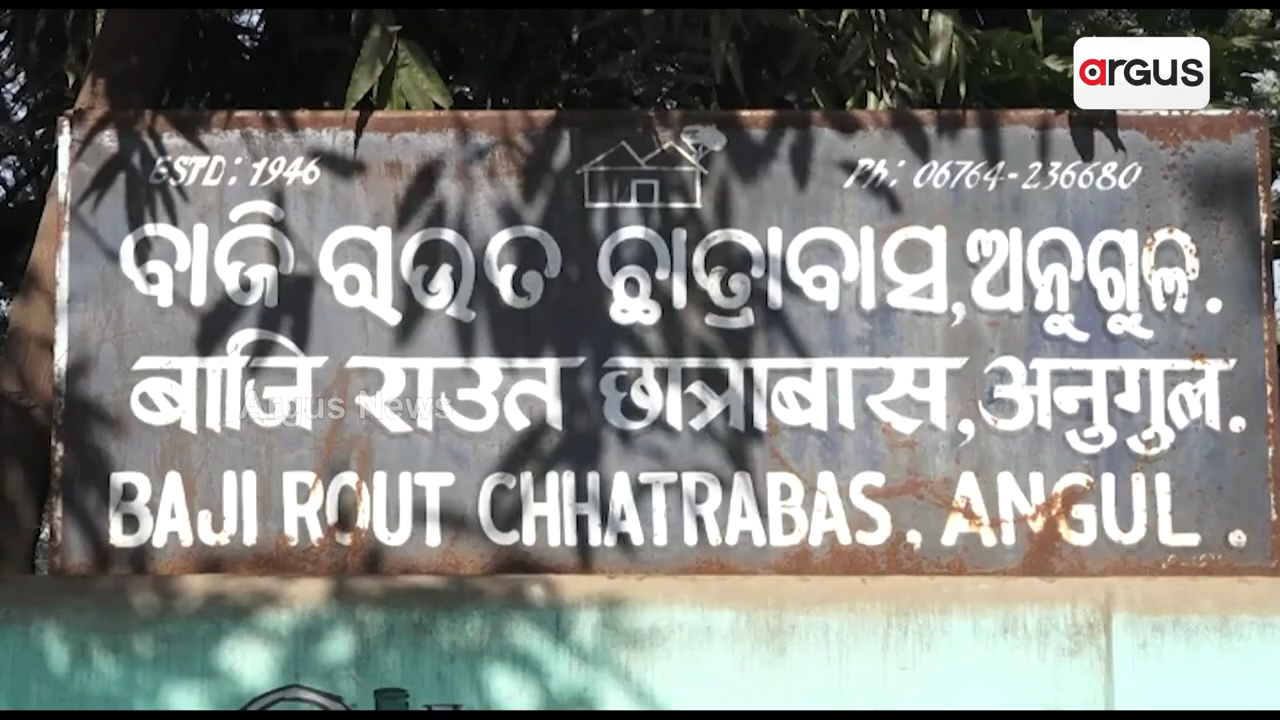 argus
ESTD: 1946
Ph: 06764-236680
ବାଜି ରାଉତ ଛାତ୍ରାବାସ, ଅନୁଗୁଳ.
बाजि राउत छात्राबास, अनुगुल.
Argus News
BAJI ROUT CHHATRABAS, ANGUL.